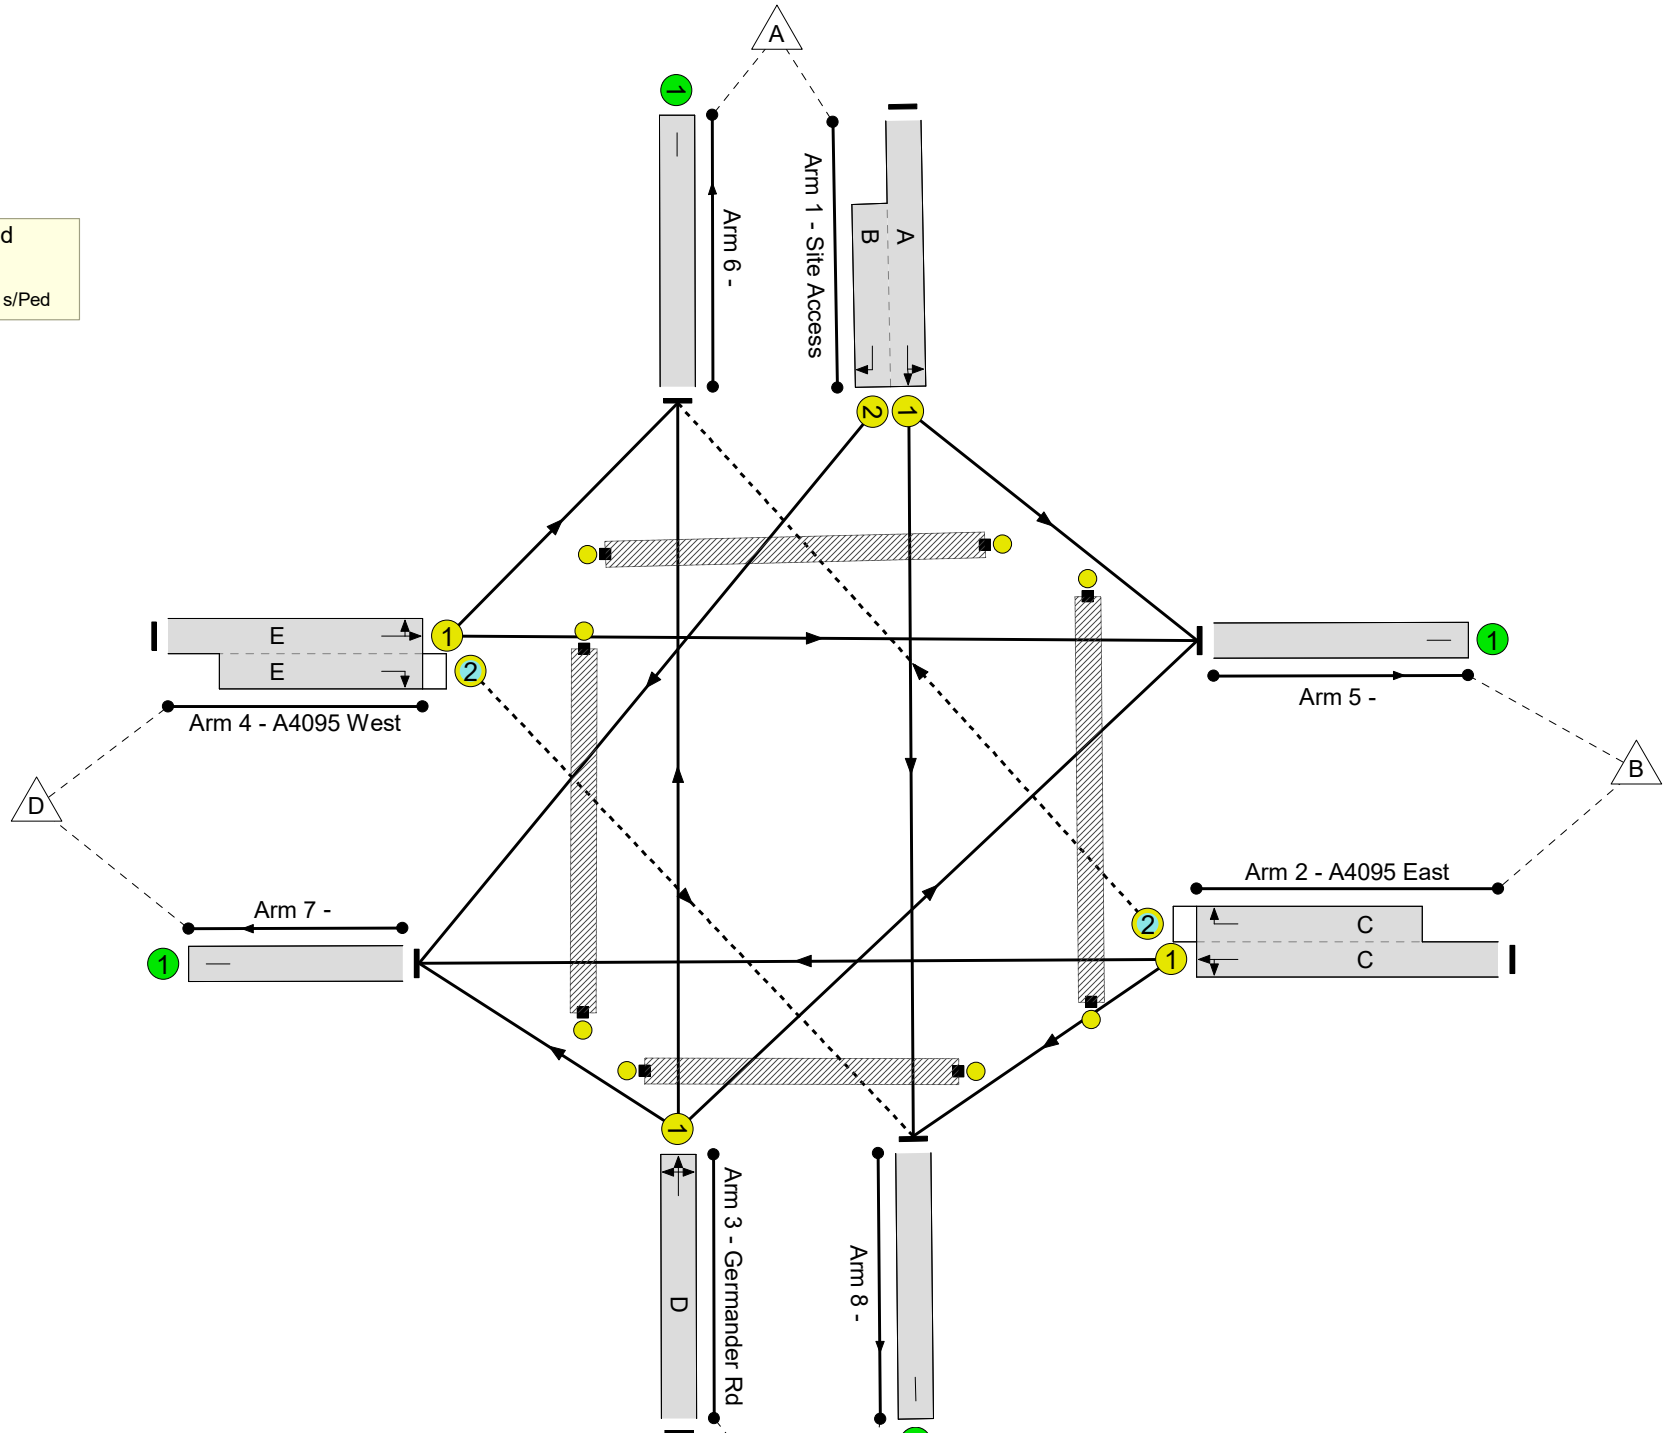 A
1
Arm 6 -
Arm 1 - Site Access
B
A
d
s/Ped
2
1
E
1
E
2
Arm 4 - A4095 West
1
Arm 5 -
D
B
Arm 7 -
1
Arm 2 - A4095 East
2
C
1
C
1
Arm 3 - Germander Rd
D
Arm 8 -